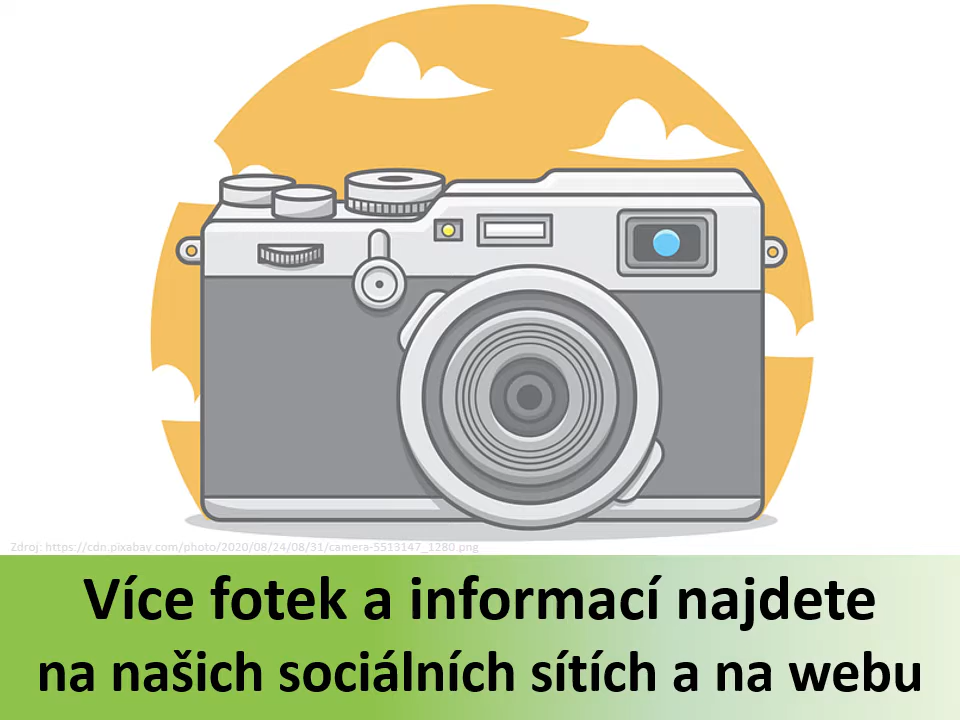 Zdroj: https://cdn.pixabay.com/photo/2020/08/24/08/31/camera-5513147_1280.png
Více fotek a informací najdete
na našich sociálních sítích a na webu